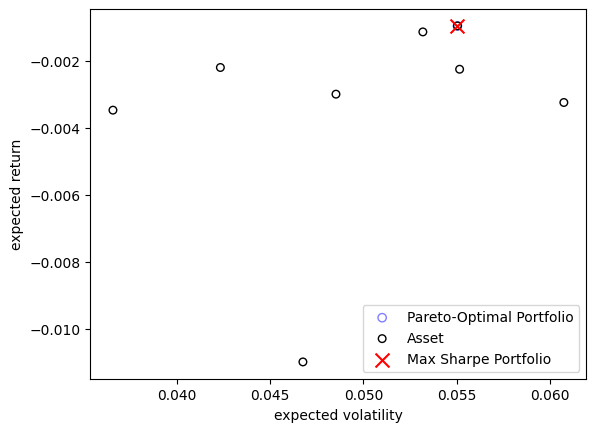 −0.002
−0.004
−0.006
−0.008
−0.010
expected return
0.040
0.045
0.050
0.055
0.060
expected volatility
Pareto-Optimal Portfolio
Asset
Max Sharpe Portfolio